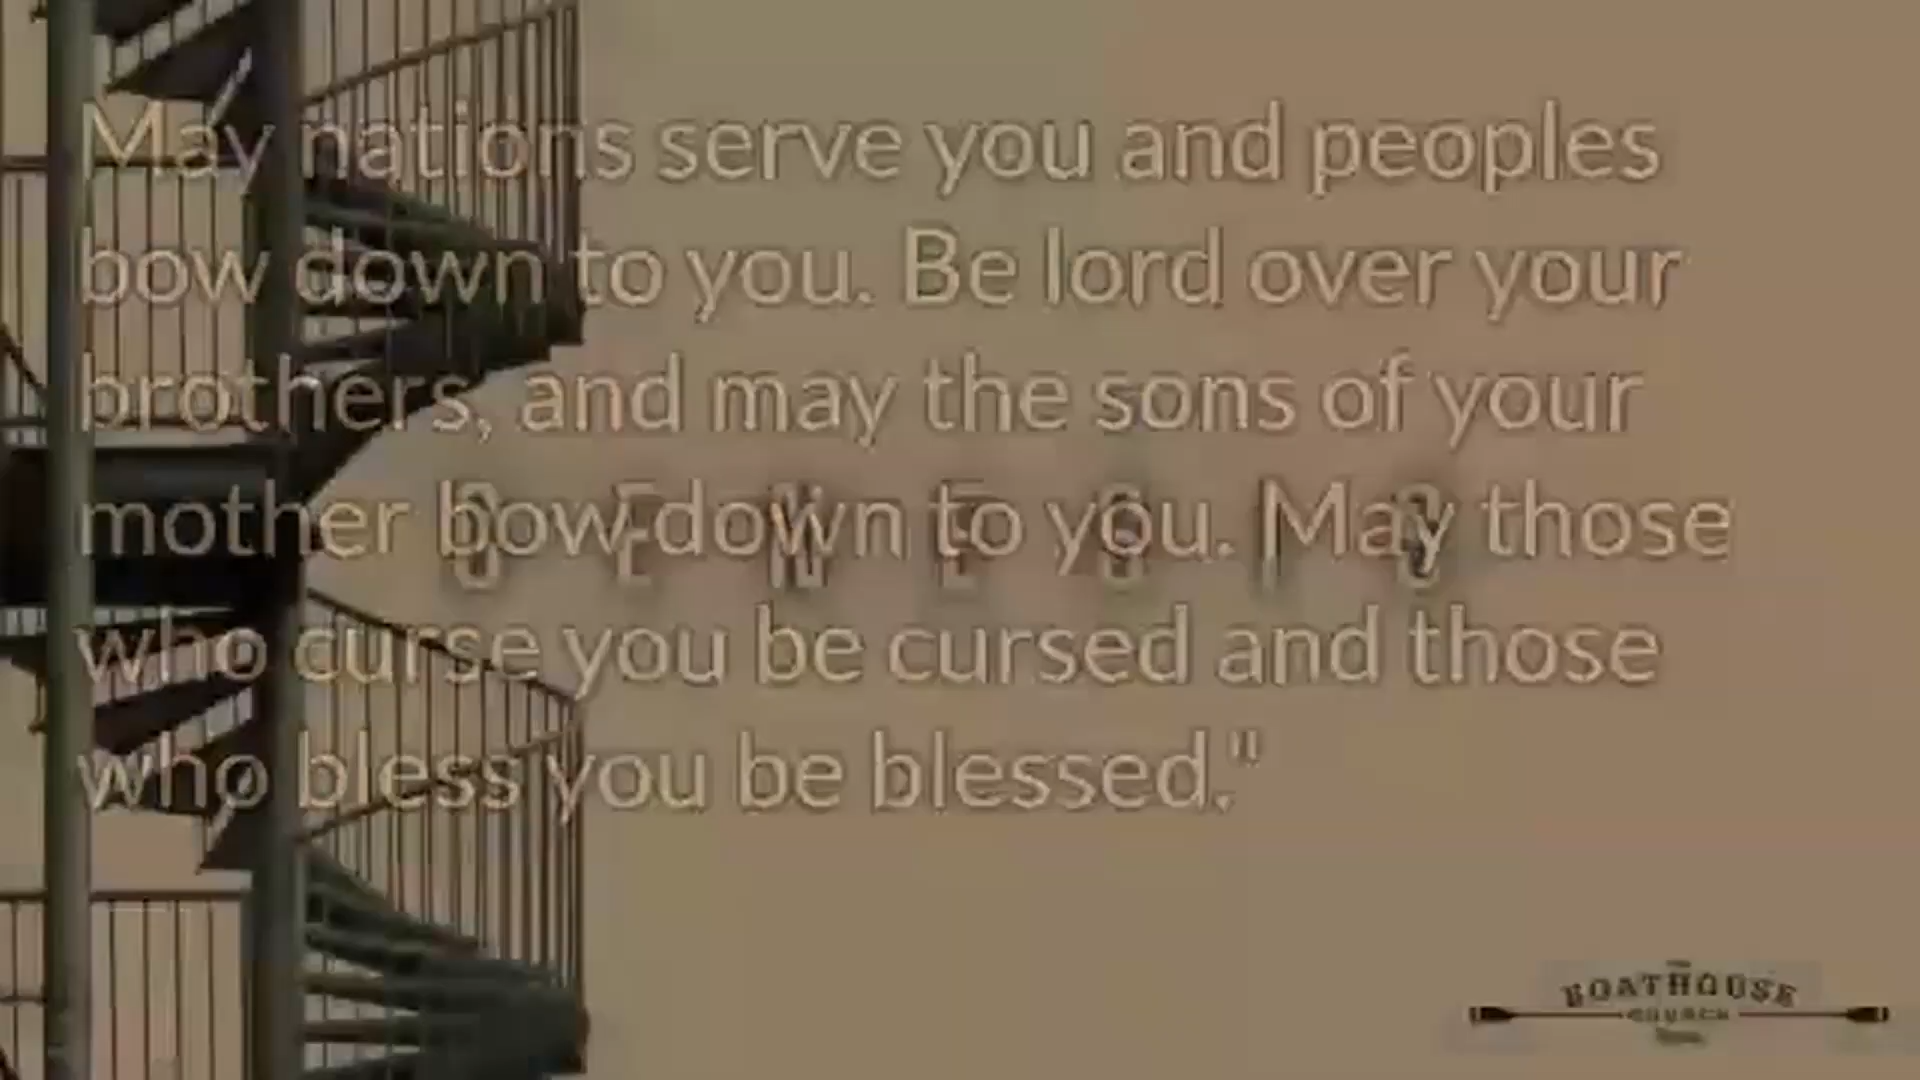 May nations serve you and peoples
bow down to you. Be lord over your
brothers, and may the sons of your
mother bow down to you. May those
who curse you be cursed and those
who bless you be blessed."
GENESIS
BOATHOUSE
CHURCH